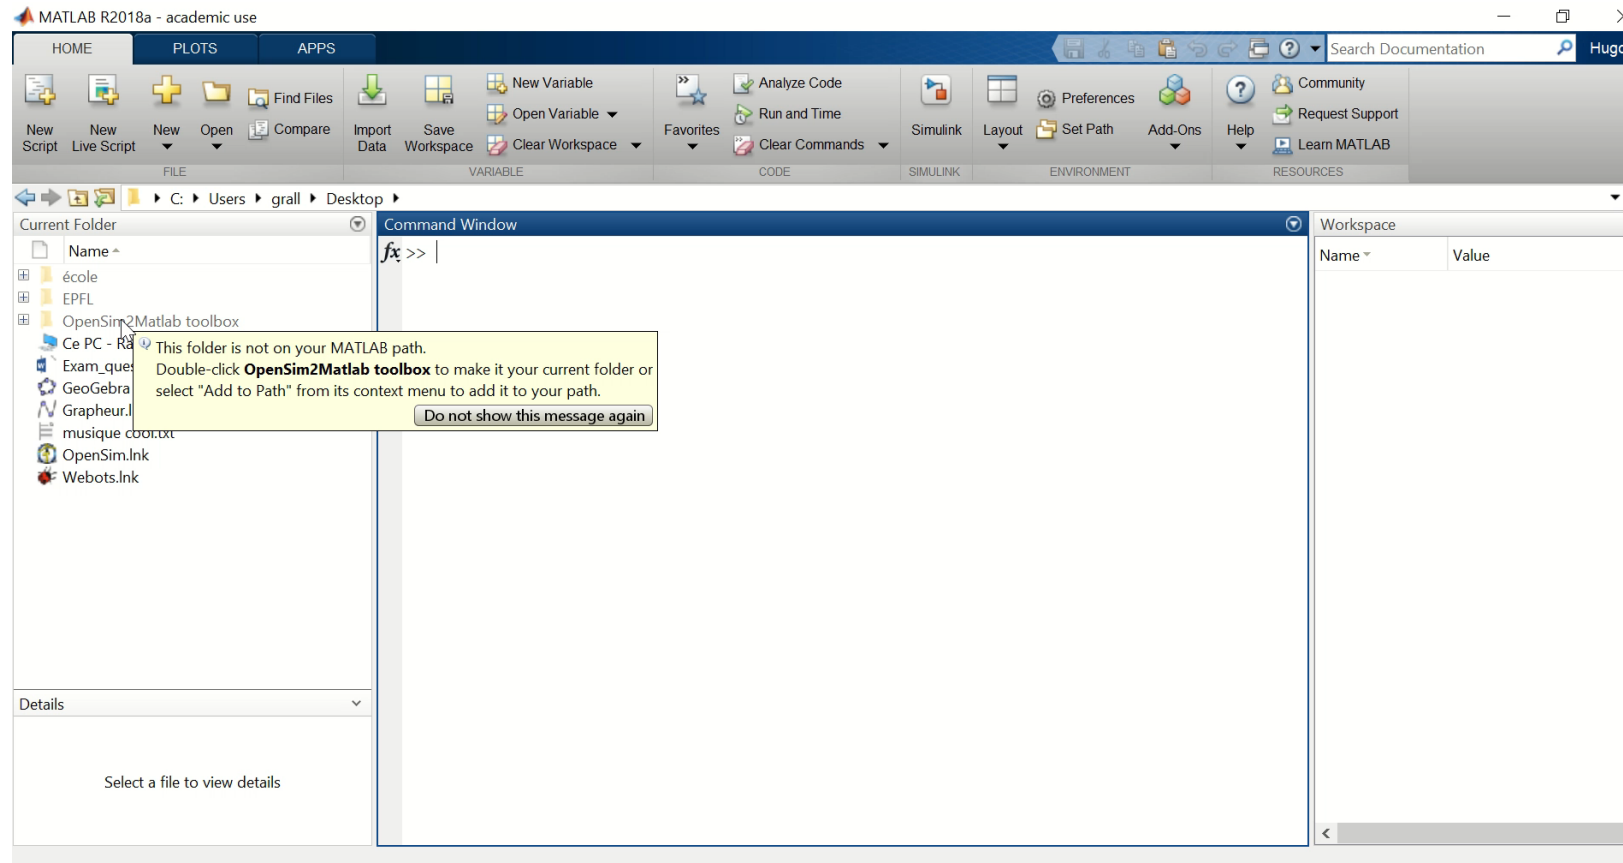 MATLAB R2018a - academic use
HOME PLOTS APPS
Search Documentation
New Script
New Live Script
New
Open
Find Files
Compare
FILE
Import Data
Save Workspace
New Variable
Open Variable
Clear Workspace
VARIABLE
Favorites
Analyze Code
Run and Time
Clear Commands
CODE
Simulink
SIMULINK
Layout
Preferences
Set Path
Add-Ons
ENVIRONMENT
Help
Community
Request Support
Learn MATLAB
RESOURCES
C: Users grall Desktop
Current Folder
Name
école
EPFL
OpenSim2Matlab toolbox
Ce PC - Ra
Exam_ques
GeoGebra
Grapheur.l
musique cool.txt
OpenSim.lnk
Webots.lnk
This folder is not on your MATLAB path.
Double-click OpenSim2Matlab toolbox to make it your current folder or
select "Add to Path" from its context menu to add it to your path.
Do not show this message again
Details
Select a file to view details
Command Window
fx >>
Workspace
Name Value